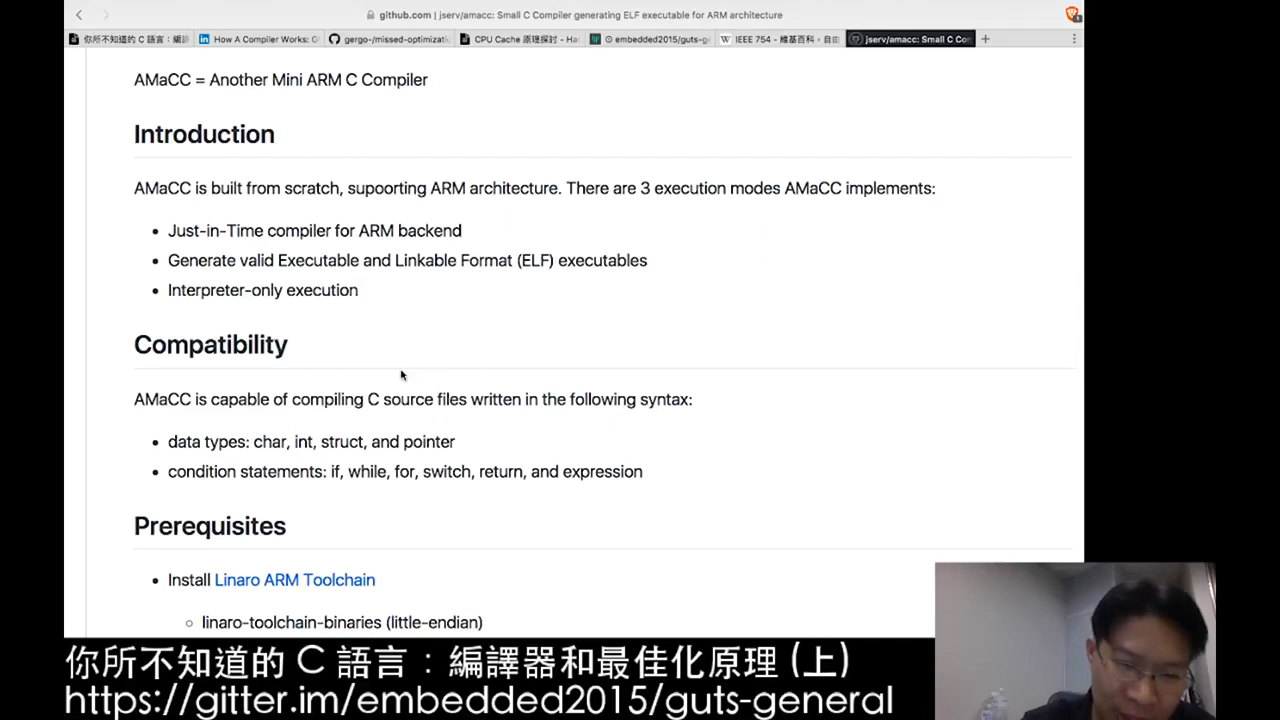 github.com | jserv/amacc: Small C Compiler generating ELF executable for ARM architecture
你所不知道的 C 語言：編譯 How A Compiler Works: G gergo-/missed-optimizati CPU Cache 原理探討 - Ha embedded2015/guts-g IEEE 754 - 維基百科，自由 jserv/amacc: Small C Co
AMaCC = Another Mini ARM C Compiler
Introduction
AMaCC is built from scratch, supoorting ARM architecture. There are 3 execution modes AMaCC implements:
• Just-in-Time compiler for ARM backend
• Generate valid Executable and Linkable Format (ELF) executables
• Interpreter-only execution
Compatibility
AMaCC is capable of compiling C source files written in the following syntax:
• data types: char, int, struct, and pointer
• condition statements: if, while, for, switch, return, and expression
Prerequisites
• Install Linaro ARM Toolchain
◦ linaro-toolchain-binaries (little-endian)
你所不知道的 C 語言：編譯器和最佳化原理 (上)
https://gitter.im/embedded2015/guts-general